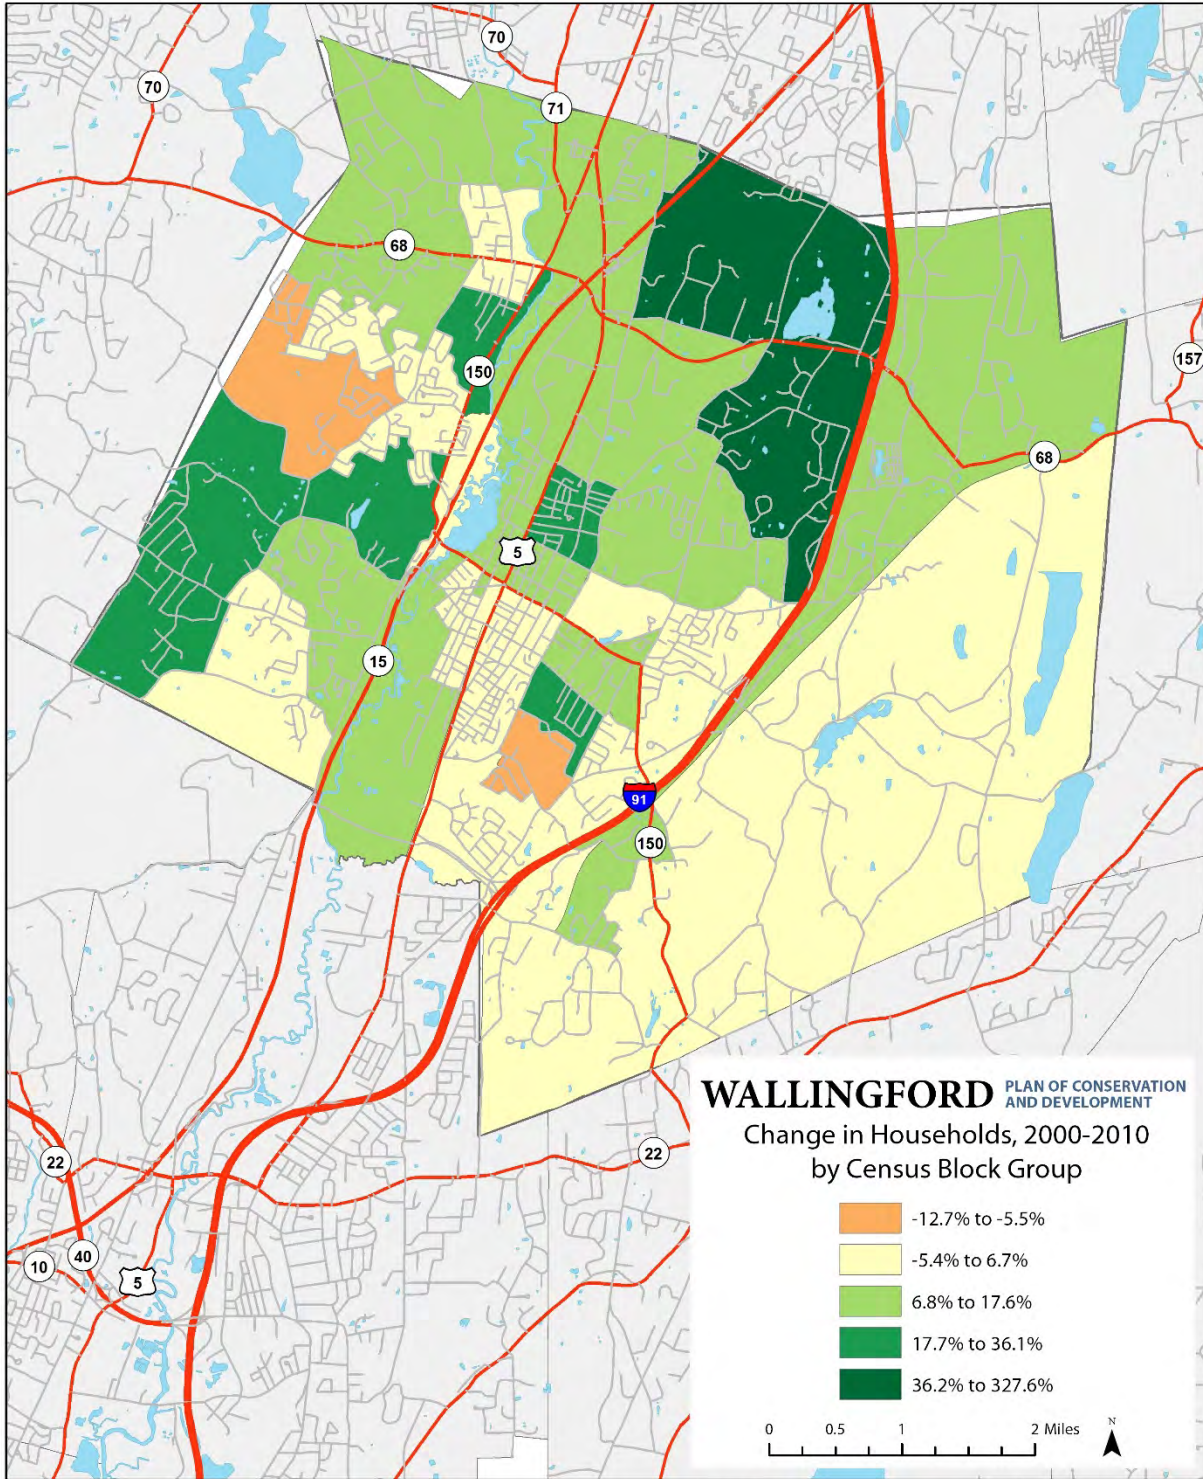 70
70
71
68
157
150
68
5
15
91
150
WALLINGFORD PLAN OF CONSERVATION
AND DEVELOPMENT
Change in Households, 2000-2010
by Census Block Group
22
22
-12.7% to -5.5%
-5.4% to 6.7%
40
10
5
6.8% to 17.6%
17.7% to 36.1%
36.2% to 327.6%
0 0.5 1 2 Miles
N